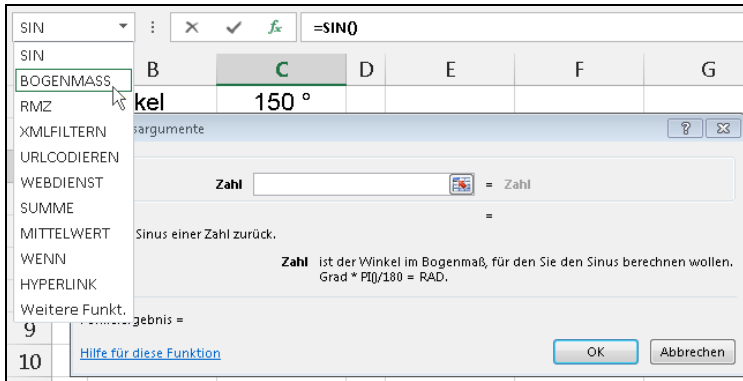 SIN fx =SIN()
SIN
B C D E F G
BOGENMASS
RMZ kel 150 °
XMLFILTERN sargumente
URLCODIEREN
WEBDIENST Zahl = Zahl
SUMME =
MITTELWERT Sinus einer Zahl zurück.
WENN Zahl ist der Winkel im Bogenmaß, für den Sie den Sinus berechnen wollen.
HYPERLINK Grad * PI()/180 = RAD.
Weitere Funkt.
9 gebnis =
10 Hilfe für diese Funktion OK Abbrechen